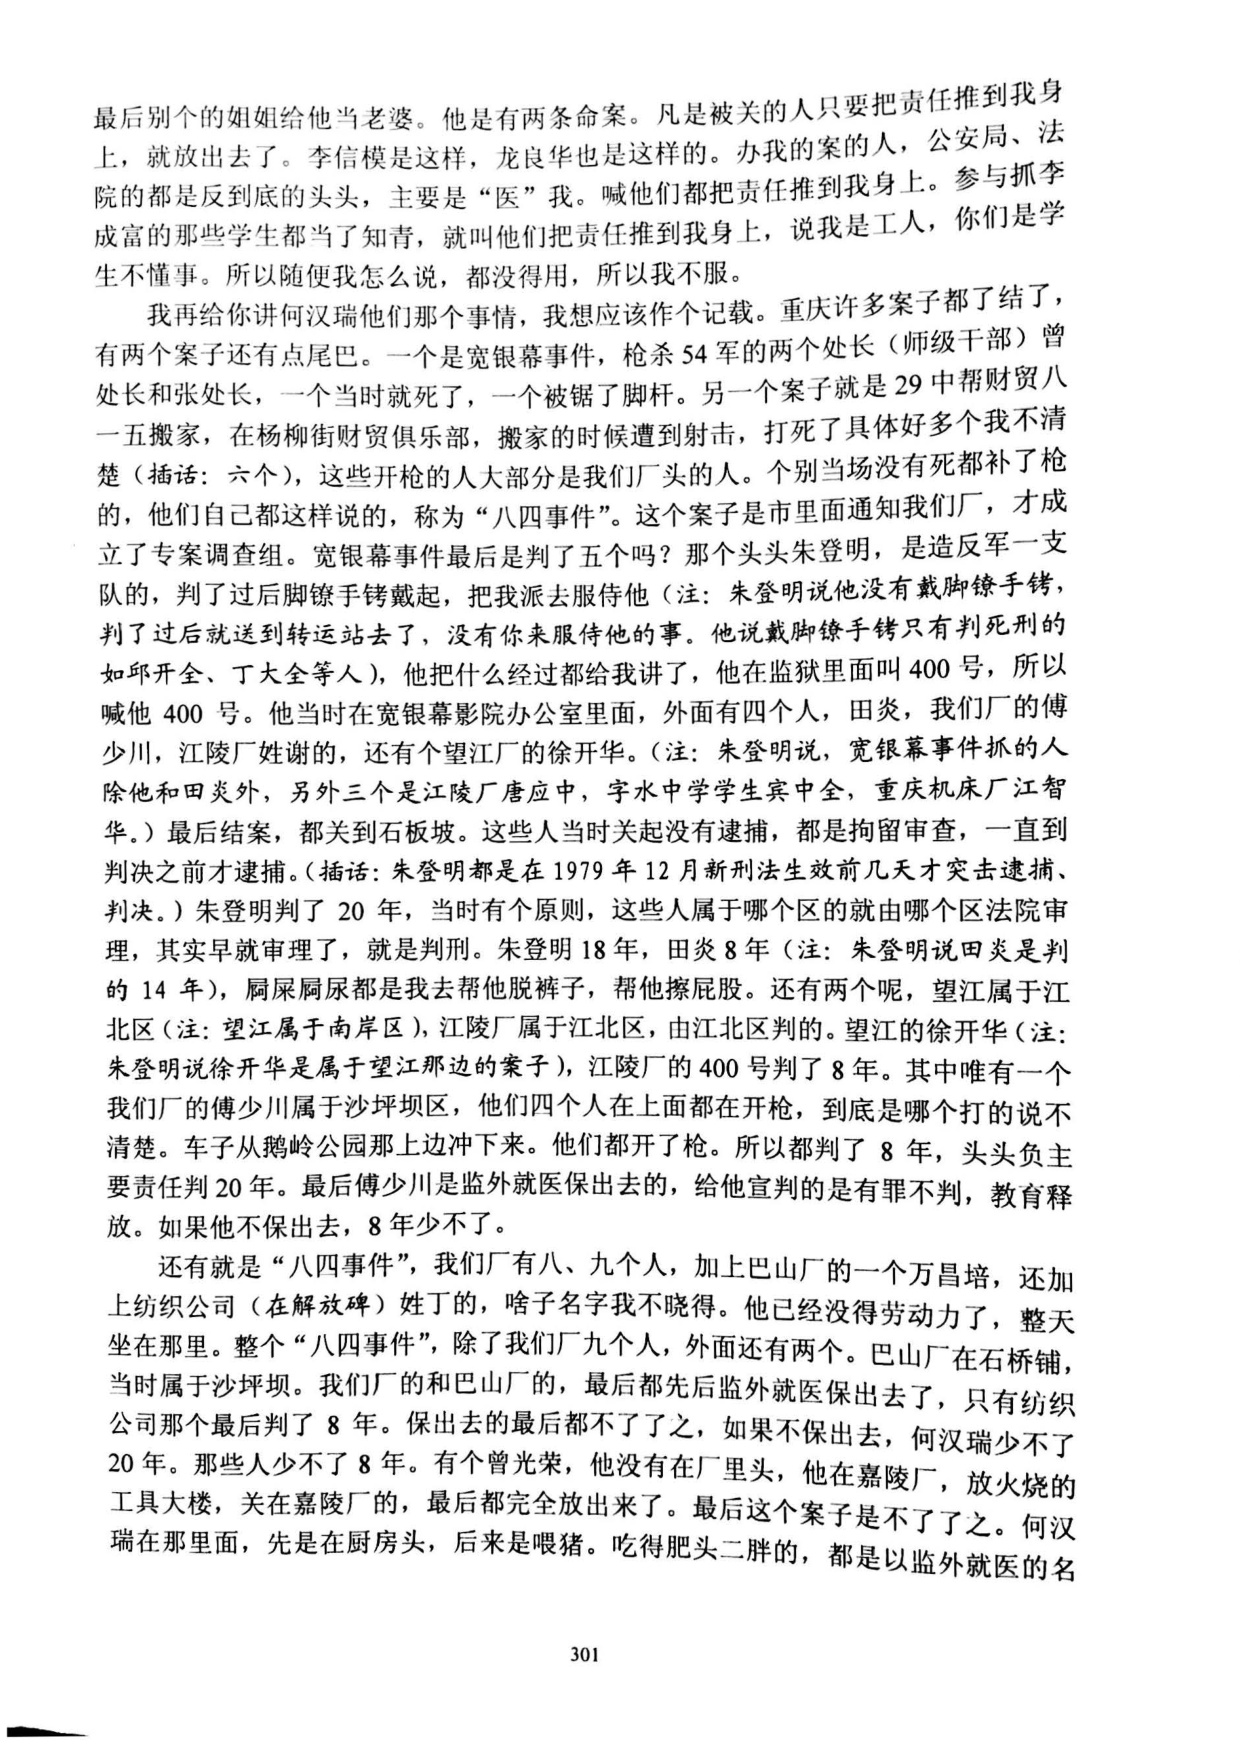 最后别个的姐姐给他当老婆。他是有两条命案。凡是被关的人只要把责任推到我身
上，就放出去了。李信模是这样，龙良华也是这样的。办我的案的人，公安局、法
院的都是反到底的头头，主要是“医”我。喊他们都把责任推到我身上。参与抓李
成富的那些学生都当了知青，就叫他们把责任推到我身上，说我是工人，你们是学
生不懂事。所以随便我怎么说，都没得用，所以我不服。
我再给你讲何汉瑞他们那个事情，我想应该作个记载。重庆许多案子都了结了，
有两个案子还有点尾巴。一个是宽银幕事件，枪杀 54 军的两个处长（师级干部）曾
处长和张处长，一个当时就死了，一个被锯了脚杆。另一个案子就是 29 中帮财贸八
一五搬家，在杨柳街财贸俱乐部，搬家的时候遭到射击，打死了具体好多个我不清
楚（插话：六个），这些开枪的人大部分是我们厂头的人。个别当场没有死都补了枪
的，他们自己都这样说的，称为“八四事件”。这个案子是市里面通知我们厂，才成
立了专案调查组。宽银幕事件最后是判了五个吗？那个头头朱登明，是造反军一支
队的，判了过后脚镣手铐戴起，把我派去服侍他（注：朱登明说他没有戴脚镣手铐，
判了过后就送到转运站去了，没有你来服侍他的事。他说戴脚镣手铐只有判死刑的
如邱开全、丁大全等人），他把什么经过都给我讲了，他在监狱里面叫 400 号，所以
喊他 400 号。他当时在宽银幕影院办公室里面，外面有四个人，田炎，我们厂的傅
少川，江陵厂姓谢的，还有个望江厂的徐开华。（注：朱登明说，宽银幕事件抓的人
除他和田炎外，另外三个是江陵厂唐应中，字水中学学生宾中全，重庆机床厂江智
华。）最后结案，都关到石板坡。这些人当时关起没有逮捕，都是拘留审查，一直到
判决之前才逮捕。（插话：朱登明都是在 1979 年 12 月新刑法生效前几天才突击逮捕、
判决。）朱登明判了 20 年，当时有个原则，这些人属于哪个区的就由哪个区法院审
理，其实早就审理了，就是判刑。朱登明 18 年，田炎 8 年（注：朱登明说田炎是判
的 14 年），屙屎屙尿都是我去帮他脱裤子，帮他擦屁股。还有两个呢，望江属于江
北区（注：望江属于南岸区），江陵厂属于江北区，由江北区判的。望江的徐开华（注：
朱登明说徐开华是属于望江那边的案子），江陵厂的 400 号判了 8 年。其中唯有一个
我们厂的傅少川属于沙坪坝区，他们四个人在上面都在开枪，到底是哪个打的说不
清楚。车子从鹅岭公园那上边冲下来。他们都开了枪。所以都判了 8 年，头头负主
要责任判 20 年。最后傅少川是监外就医保出去的，给他宣判的是有罪不判，教育释
放。如果他不保出去，8 年少不了。
还有就是“八四事件”，我们厂有八、九个人，加上巴山厂的一个万昌培，还加
上纺织公司（在解放碑）姓丁的，啥子名字我不晓得。他已经没得劳动力了，整天
坐在那里。整个“八四事件”，除了我们厂九个人，外面还有两个。巴山厂在石桥铺，
当时属于沙坪坝。我们厂的和巴山厂的，最后都先后监外就医保出去了，只有纺织
公司那个最后判了 8 年。保出去的最后都不了了之，如果不保出去，何汉瑞少不了
20 年。那些人少不了 8 年。有个曾光荣，他没有在厂里头，他在嘉陵厂，放火烧的
工具大楼，关在嘉陵厂的，最后都完全放出来了。最后这个案子是不了了之。何汉
瑞在那里面，先是在厨房头，后来是喂猪。吃得肥头二胖的，都是以监外就医的名
301